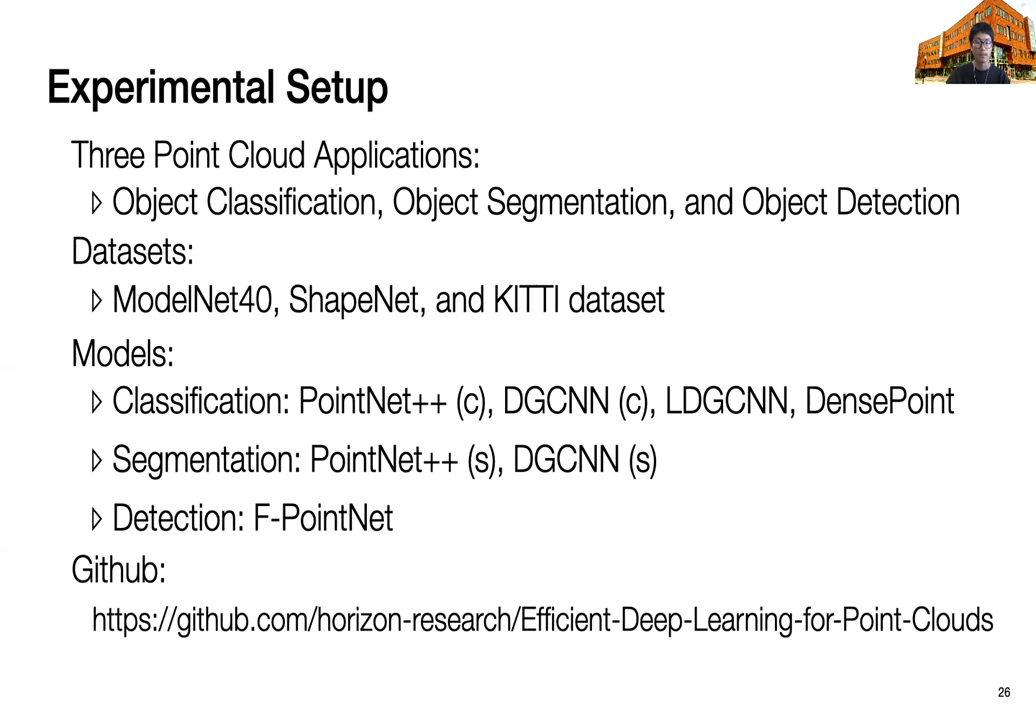 Experimental Setup
Three Point Cloud Applications:
▹ Object Classification, Object Segmentation, and Object Detection
Datasets:
▹ ModelNet40, ShapeNet, and KITTI dataset
Models:
▹ Classification: PointNet++ (c), DGCNN (c), LDGCNN, DensePoint
▹ Segmentation: PointNet++ (s), DGCNN (s)
▹ Detection: F-PointNet
Github:
https://github.com/horizon-research/Efficient-Deep-Learning-for-Point-Clouds
26